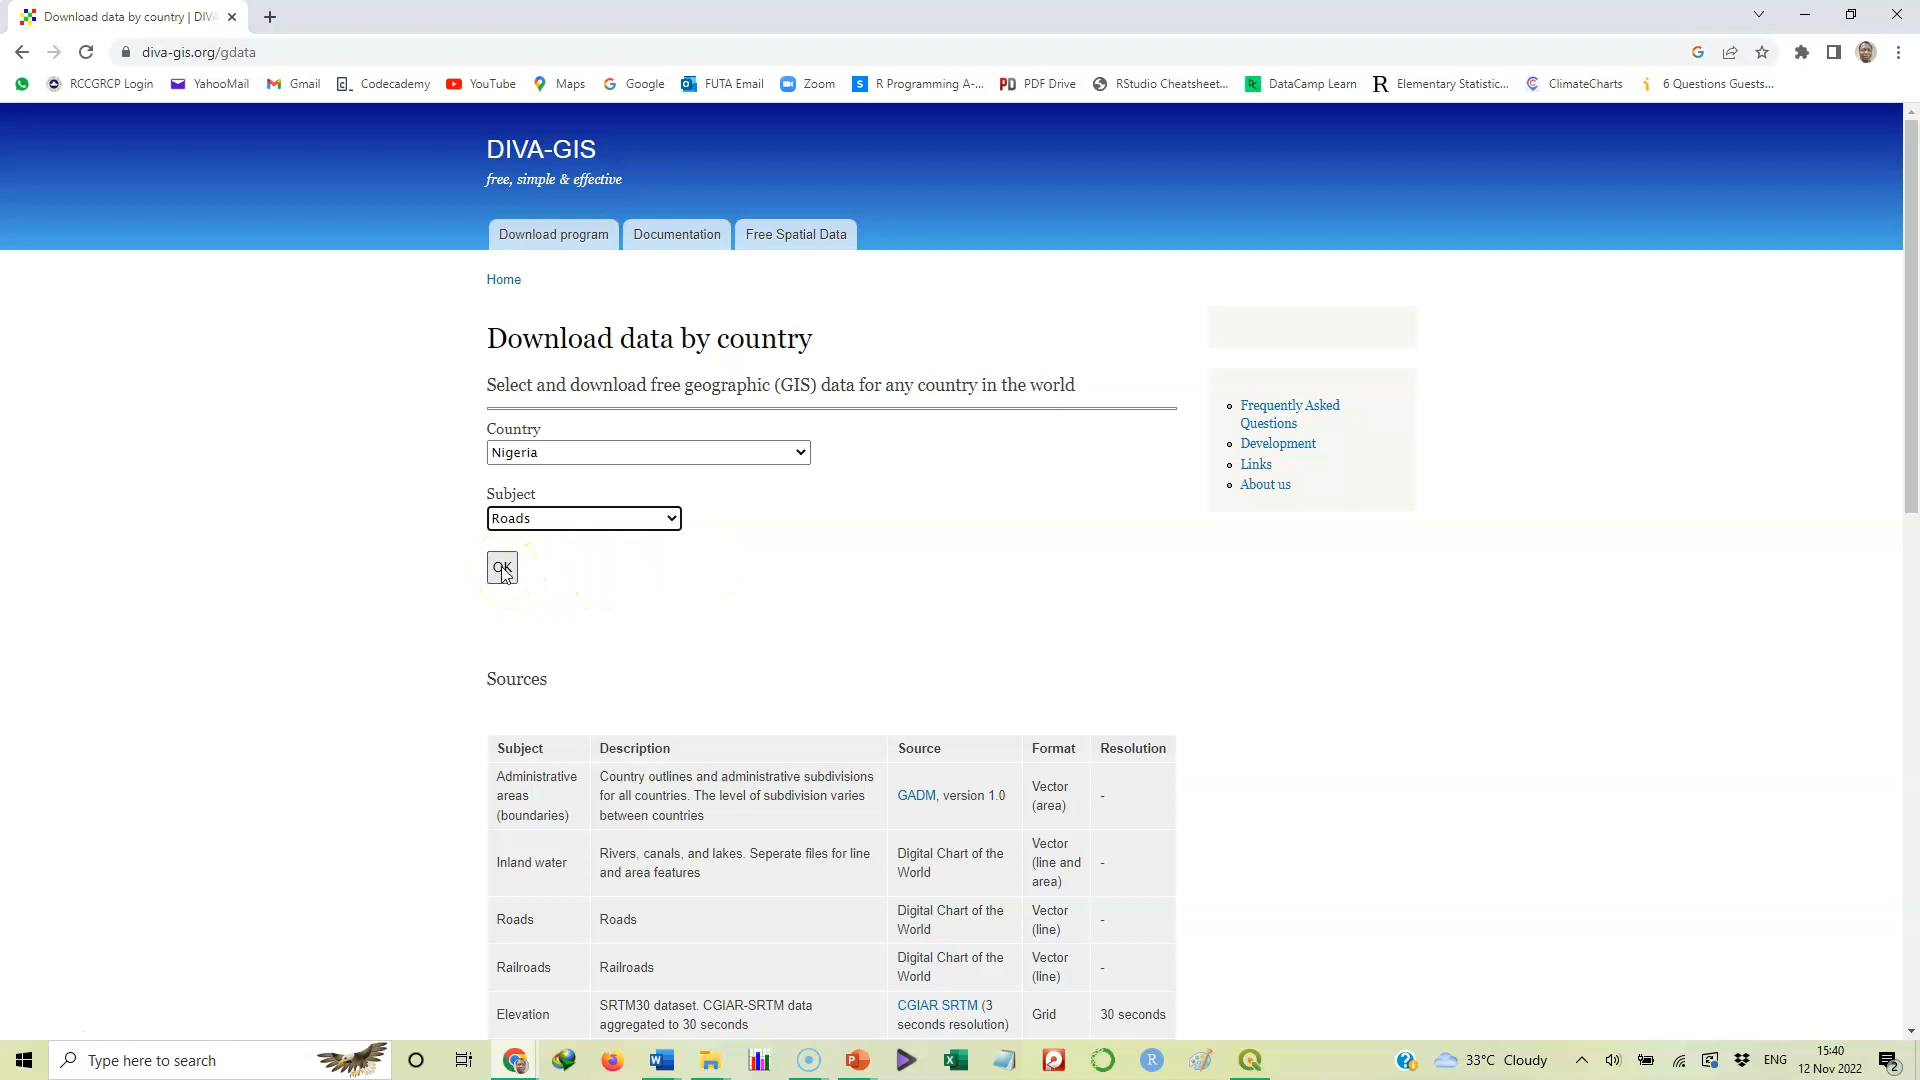 Download data by country | DIVA
diva-gis.org/gdata
RCCGRCP Login
YahooMail
Gmail
Codecademy
YouTube
Maps
Google
FUTA Email
Zoom
R Programming A-...
PDF Drive
RStudio Cheatsheet...
DataCamp Learn
Elementary Statistic...
ClimateCharts
6 Questions Guests...
DIVA-GIS
free, simple & effective
Download program
Documentation
Free Spatial Data
Home
Download data by country
Select and download free geographic (GIS) data for any country in the world
Country
Nigeria
Subject
Roads
OK
Frequently Asked
Questions
Development
Links
About us
Sources
Subject Description Source Format Resolution
Administrative
areas
(boundaries)
Country outlines and administrative subdivisions
for all countries. The level of subdivision varies
between countries
GADM, version 1.0
Vector
(area)
-
Inland water
Rivers, canals, and lakes. Seperate files for line
and area features
Digital Chart of the
World
Vector
(line and
area)
-
Roads
Roads
Digital Chart of the
World
Vector
(line)
-
Railroads
Railroads
Digital Chart of the
World
Vector
(line)
-
Elevation
SRTM30 dataset. CGIAR-SRTM data
aggregated to 30 seconds
CGIAR SRTM (3
seconds resolution)
Grid
30 seconds
Type here to search
33°C Cloudy
ENG
15:40
12 Nov 2022
2